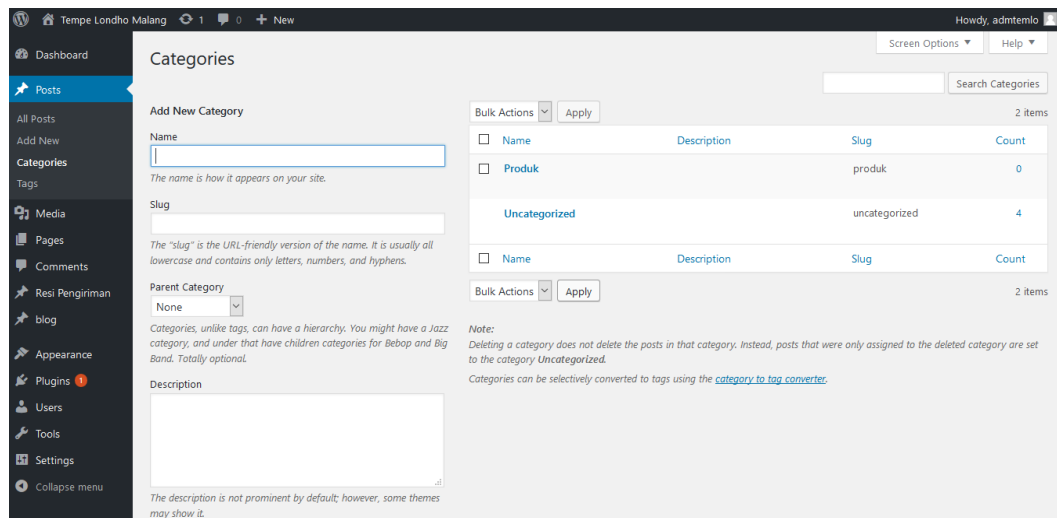 Tempe Londho Malang 1 0 + New
Howdy, admtemlo
Dashboard
Posts
All Posts
Add New
Categories
Tags
Media
Pages
Comments
Resi Pengiriman
blog
Appearance
Plugins 1
Users
Tools
Settings
Collapse menu
Screen Options ▼ Help ▼
Categories
Search Categories
Add New Category
Name
The name is how it appears on your site.
Slug
The “slug” is the URL-friendly version of the name. It is usually all
lowercase and contains only letters, numbers, and hyphens.
Parent Category
None
Categories, unlike tags, can have a hierarchy. You might have a Jazz
category, and under that have children categories for Bebop and Big
Band. Totally optional.
Description
The description is not prominent by default; however, some themes
may show it.
Bulk Actions Apply 2 items
Name Description Slug Count
Produk produk 0
Uncategorized uncategorized 4
Name Description Slug Count
Bulk Actions Apply 2 items
Note:
Deleting a category does not delete the posts in that category. Instead, posts that were only assigned to the deleted category are set
to the category Uncategorized.
Categories can be selectively converted to tags using the category to tag converter.